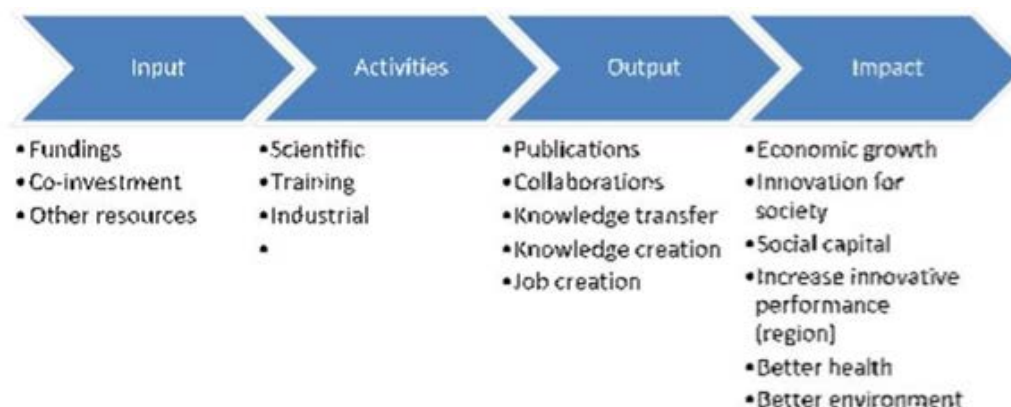 Input
Activities
Output
Impact
•Fundings
•Co-investment
•Other resources
•Scientific
•Training
•Industrial
•
•Publications
•Collaborations
•Knowledge transfer
•Knowledge creation
•Job creation
•Economic growth
•Innovation for
society
•Social capital
•Increase innovative
performance
(region)
•Better health
•Better environment